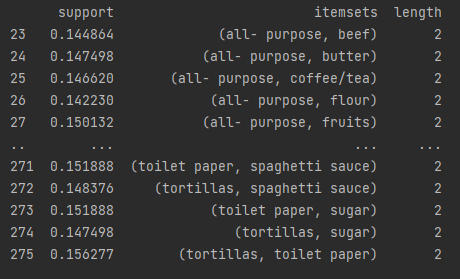 support itemsets length
23 0.144864 (all- purpose, beef) 2
24 0.147498 (all- purpose, butter) 2
25 0.146620 (all- purpose, coffee/tea) 2
26 0.142230 (all- purpose, flour) 2
27 0.150132 (all- purpose, fruits) 2
.. ... ... ...
271 0.151888 (toilet paper, spaghetti sauce) 2
272 0.148376 (tortillas, spaghetti sauce) 2
273 0.151888 (toilet paper, sugar) 2
274 0.147498 (tortillas, sugar) 2
275 0.156277 (tortillas, toilet paper) 2